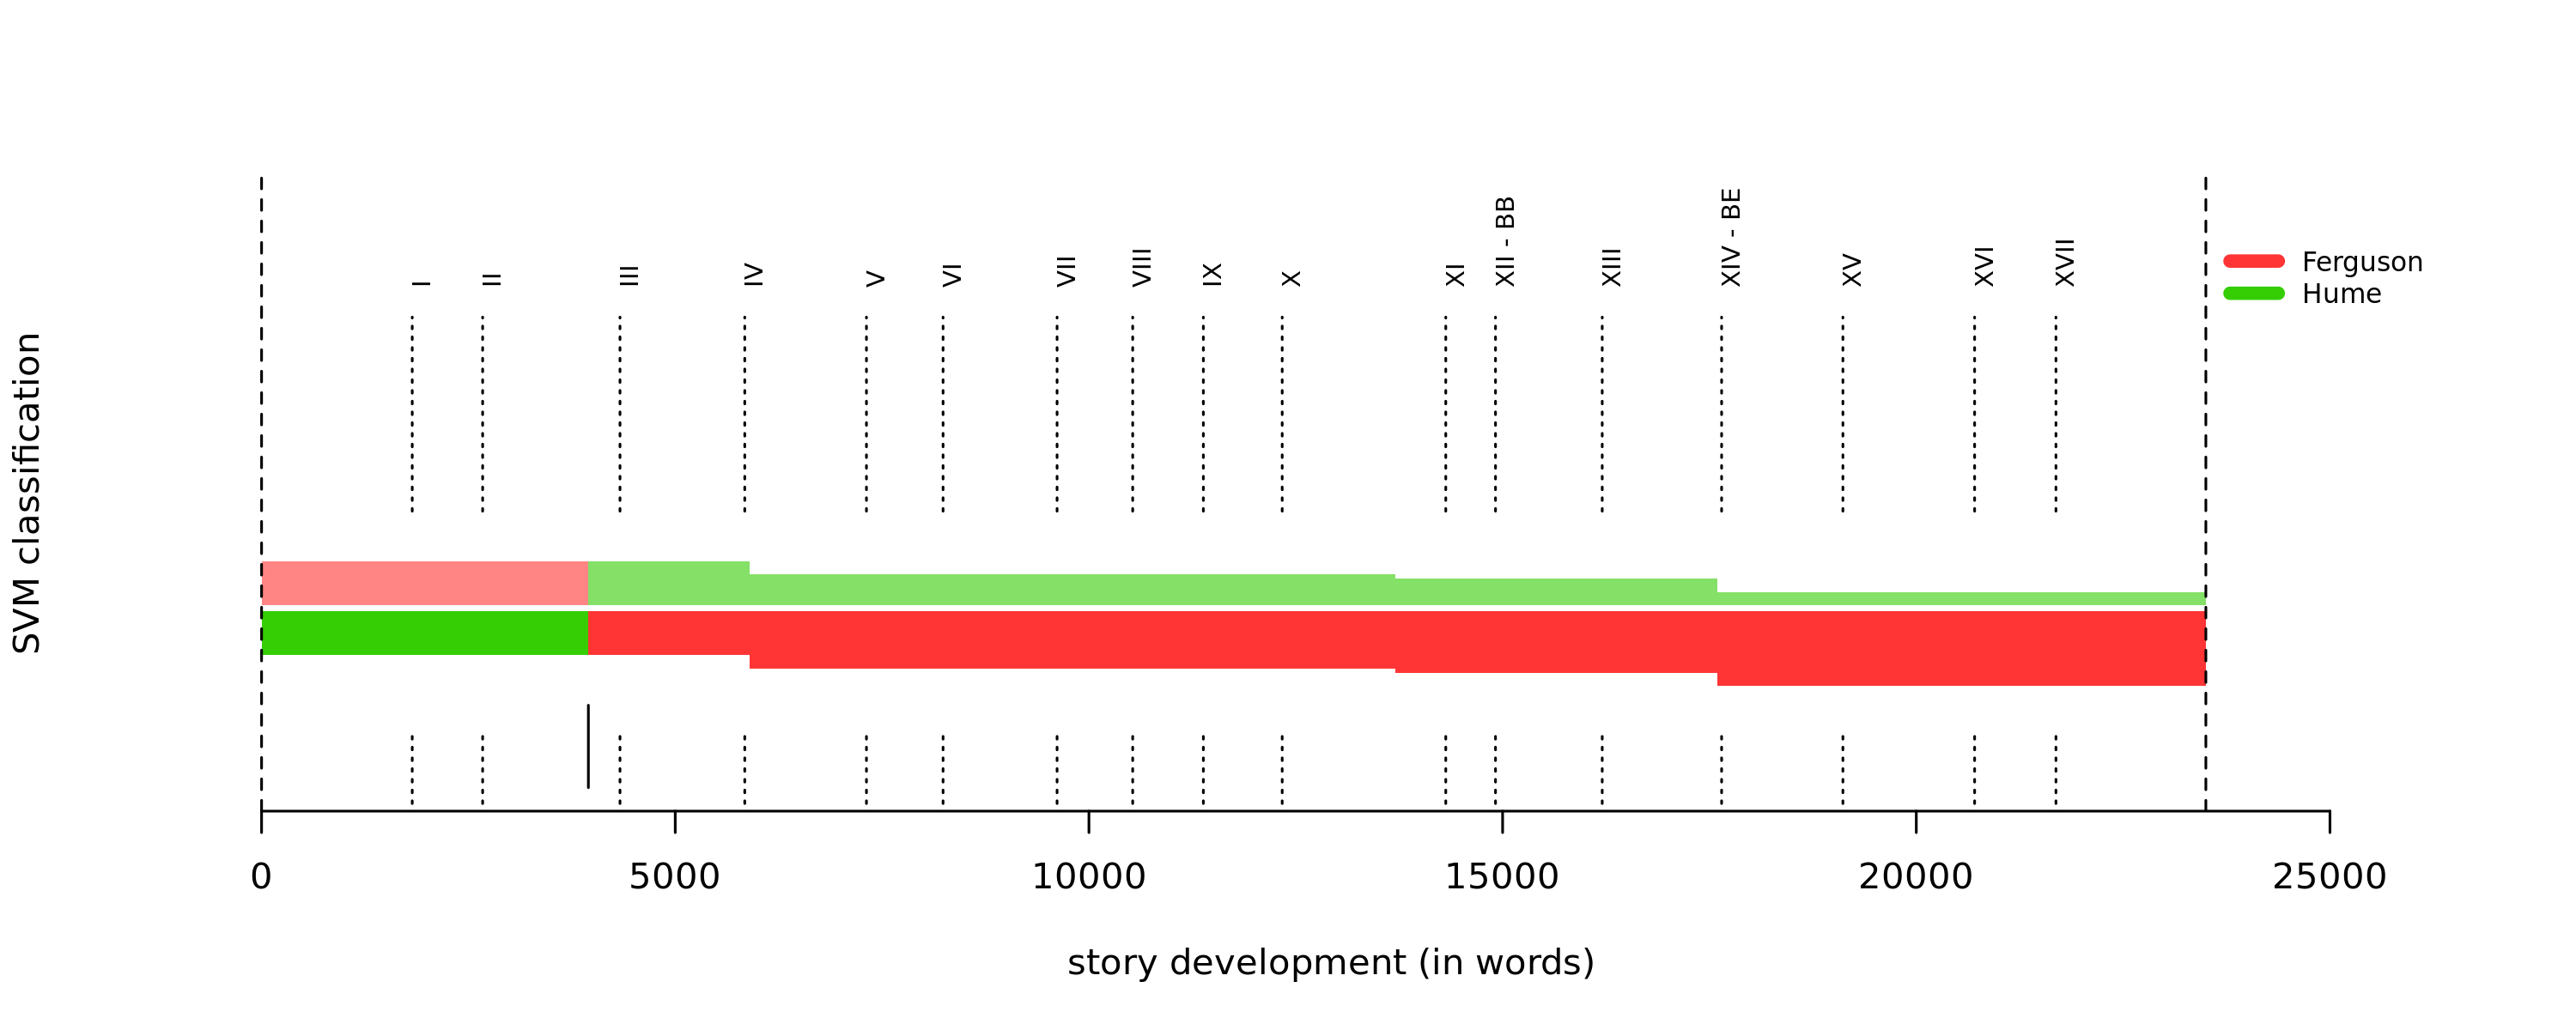 I
II
III
IV
V
VI
VII
VIII
IX
X
XI
XII - BB
XIII
XIV - BE
XV
XVI
XVII
Ferguson
Hume
SVM classification
0
5000
10000
15000
20000
25000
story development (in words)